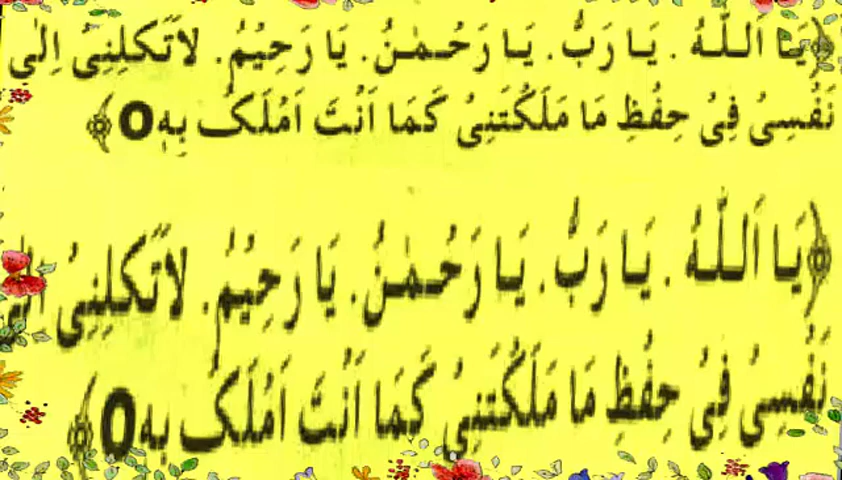 ﴿یَا اَللّٰهُ . یَا رَبُّ. یَا رَحْمٰنُ. یَا رَحِیْمُ. لَاتَکِلْنِیْ اِلٰی
نَفْسِیْ فِیْ حِفْظِ مَا مَلَکْتَنِیْ کَمَا اَنْتَ اَمْلَکُ بِهٖo﴾
﴿یَا اَللّٰهُ . یَا رَبُّ. یَا رَحْمٰنُ. یَا رَحِیْمُ. لَاتَکِلْنِیْ اِلٰی
نَفْسِیْ فِیْ حِفْظِ مَا مَلَکْتَنِیْ کَمَا اَنْتَ اَمْلَکُ بِهٖo﴾